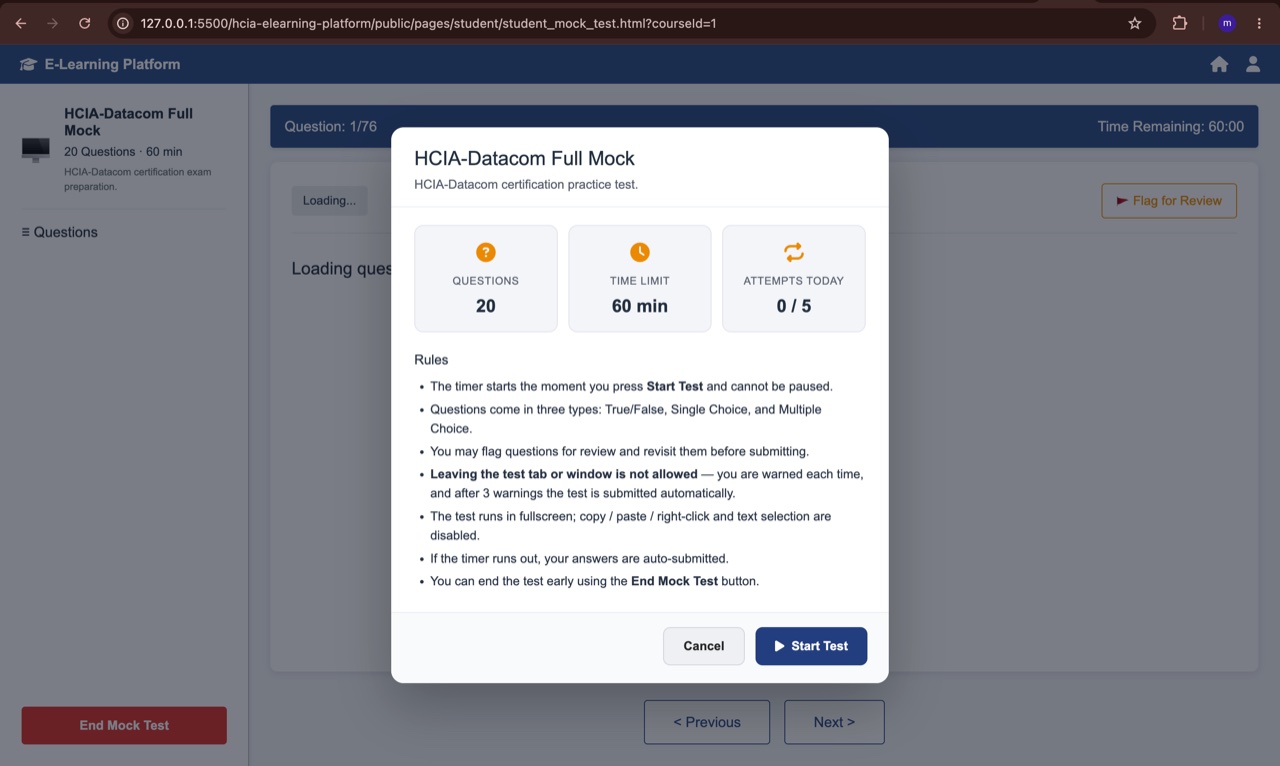 127.0.0.1:5500/hcia-elearning-platform/public/pages/student/student_mock_test.html?courseId=1
m
E-Learning Platform
HCIA-Datacom Full
Mock
20 Questions · 60 min
HCIA-Datacom certification exam
preparation.
☰ Questions
End Mock Test
Question: 1/76
Time Remaining: 60:00
Loading...
Flag for Review
Loading ques
HCIA-Datacom Full Mock
HCIA-Datacom certification practice test.
?
QUESTIONS
20
TIME LIMIT
60 min
ATTEMPTS TODAY
0 / 5
Rules
• The timer starts the moment you press Start Test and cannot be paused.
• Questions come in three types: True/False, Single Choice, and Multiple
Choice.
• You may flag questions for review and revisit them before submitting.
• Leaving the test tab or window is not allowed — you are warned each time,
and after 3 warnings the test is submitted automatically.
• The test runs in fullscreen; copy / paste / right-click and text selection are
disabled.
• If the timer runs out, your answers are auto-submitted.
• You can end the test early using the End Mock Test button.
Cancel
Start Test
< Previous
Next >